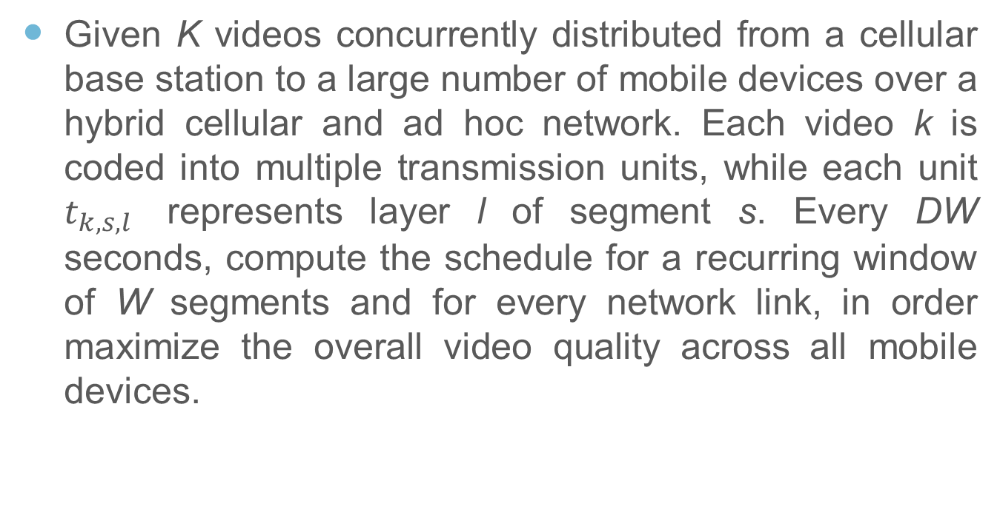 • Given K videos concurrently distributed from a cellular
base station to a large number of mobile devices over a
hybrid cellular and ad hoc network. Each video k is
coded into multiple transmission units, while each unit
t_{k,s,l} represents layer l of segment s. Every DW
seconds, compute the schedule for a recurring window
of W segments and for every network link, in order
maximize the overall video quality across all mobile
devices.